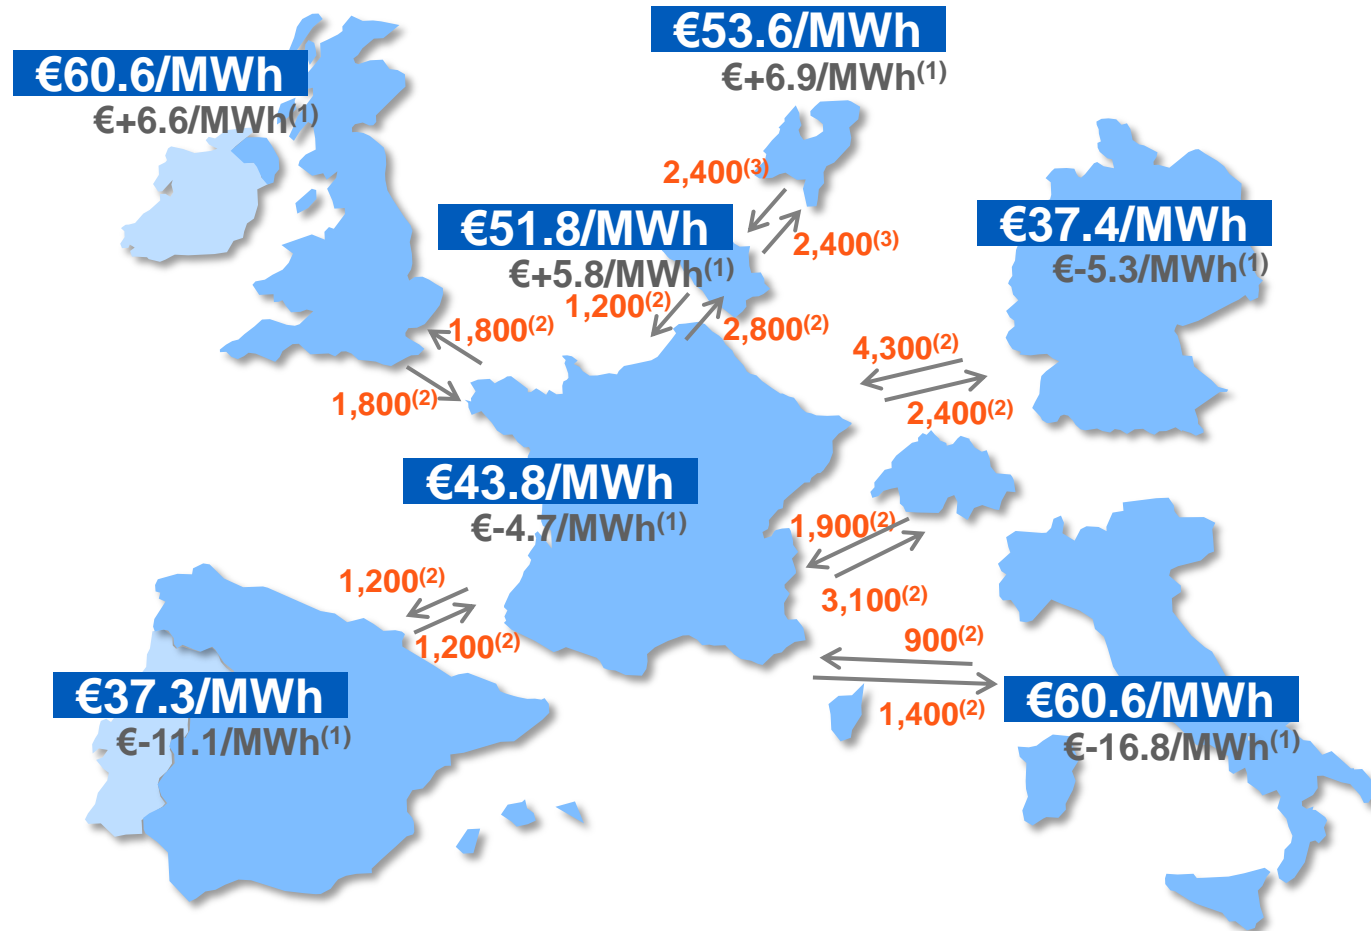 €53.6/MWh
€+6.9/MWh(1)
€60.6/MWh
€+6.6/MWh(1)
2,400(3)
2,400(3)
€51.8/MWh
€+5.8/MWh(1)
€37.4/MWh
€-5.3/MWh(1)
1,200(2)
2,800(2)
1,800(2)
1,800(2)
4,300(2)
2,400(2)
€43.8/MWh
€-4.7/MWh(1)
1,900(2)
3,100(2)
1,200(2)
1,200(2)
900(2)
1,400(2)
€37.3/MWh
€-11.1/MWh(1)
€60.6/MWh
€-16.8/MWh(1)